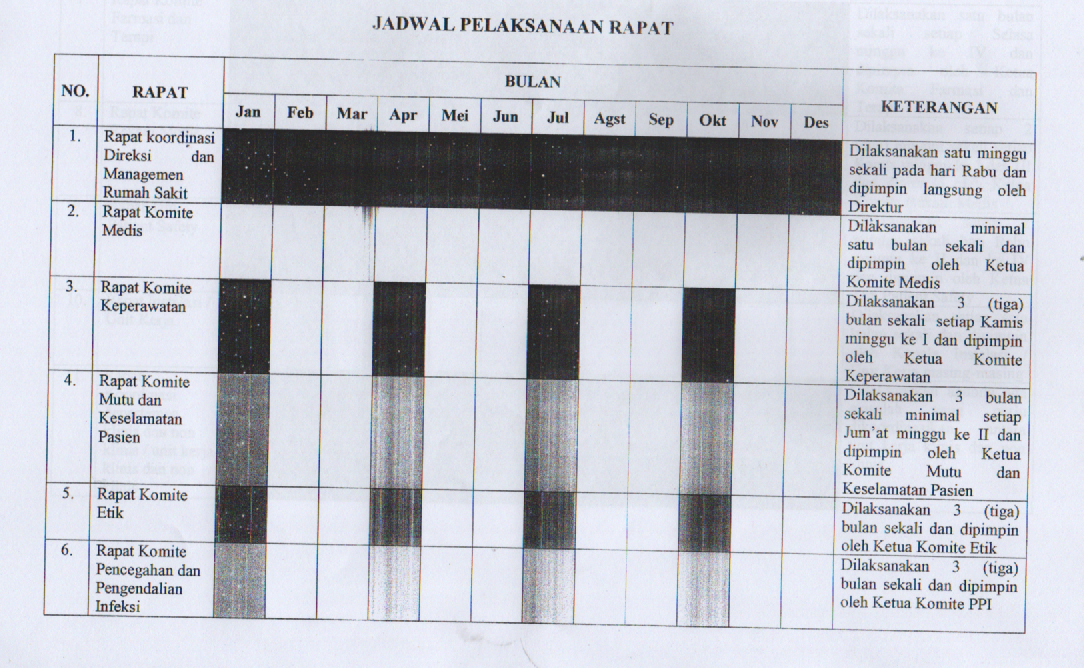 JADWAL PELAKSANAAN RAPAT
NO.
RAPAT
BULAN
KETERANGAN
Jan Feb Mar Apr Mei Jun Jul Agst Sep Okt Nov Des
1.
Rapat koordinasi
Direksi dan
Managemen
Rumah Sakit
Dilaksanakan satu minggu
sekali pada hari Rabu dan
dipimpin langsung oleh
Direktur
2.
Rapat Komite
Medis
Dilaksanakan minimal
satu bulan sekali dan
dipimpin oleh Ketua
Komite Medis
3.
Rapat Komite
Keperawatan
Dilaksanakan 3 (tiga)
bulan sekali setiap Kamis
minggu ke I dan dipimpin
oleh Ketua Komite
Keperawatan
4.
Rapat Komite
Mutu dan
Keselamatan
Pasien
Dilaksanakan 3 bulan
sekali minimal setiap
Jum'at minggu ke II dan
dipimpin oleh Ketua
Komite Mutu dan
Keselamatan Pasien
5.
Rapat Komite
Etik
Dilaksanakan 3 (tiga)
bulan sekali dan dipimpin
oleh Ketua Komite Etik
6.
Rapat Komite
Pencegahan dan
Pengendalian
Infeksi
Dilaksanakan 3 (tiga)
bulan sekali dan dipimpin
oleh Ketua Komite PPI